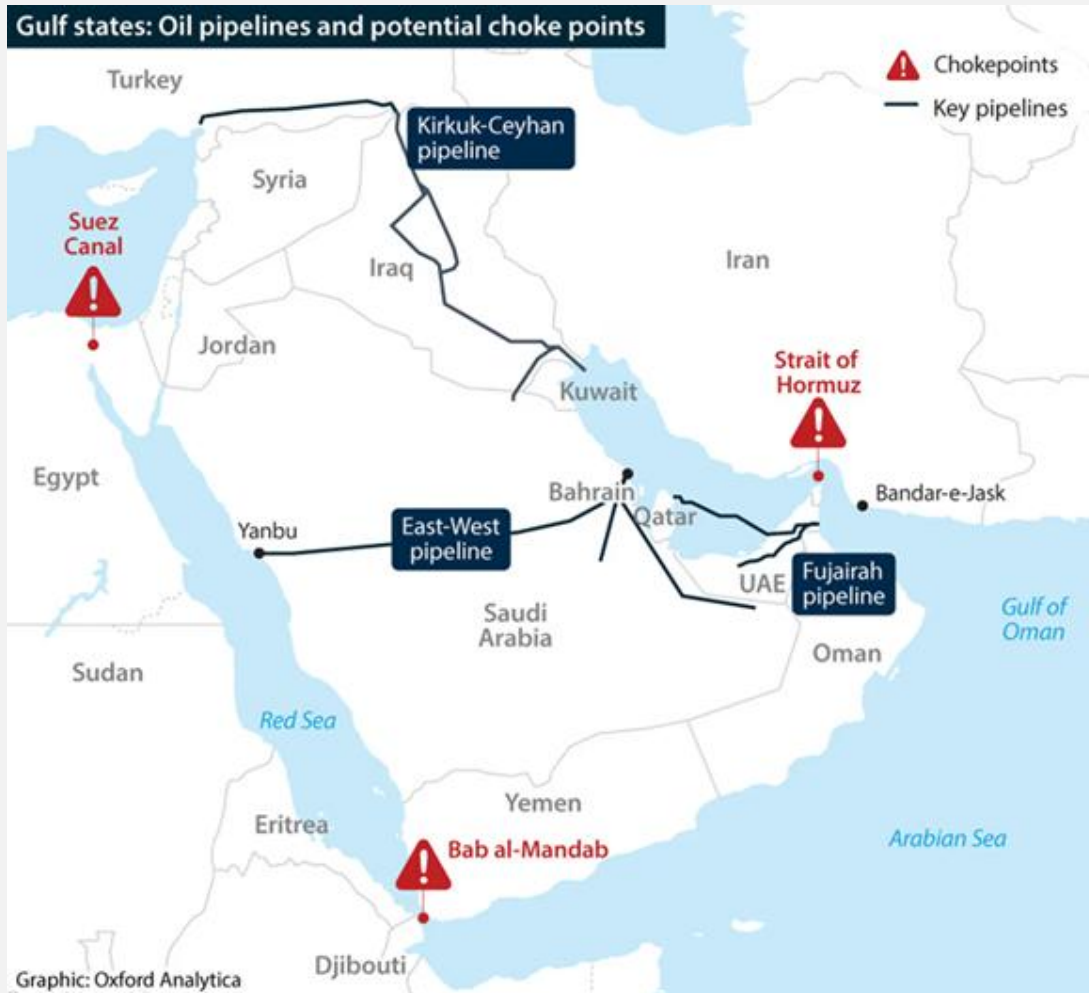 Gulf states: Oil pipelines and potential choke points
Chokepoints
Key pipelines
Turkey
Kirkuk-Ceyhan
pipeline
Syria
Suez
Canal
Iraq
Iran
Jordan
Strait of
Hormuz
Kuwait
Egypt
Bahrain
Qatar
Bandar-e-Jask
Yanbu
East-West
pipeline
UAE
Fujairah
pipeline
Saudi
Arabia
Gulf of
Oman
Oman
Sudan
Red Sea
Yemen
Eritrea
Bab al-Mandab
Arabian Sea
Djibouti
Graphic: Oxford Analytica